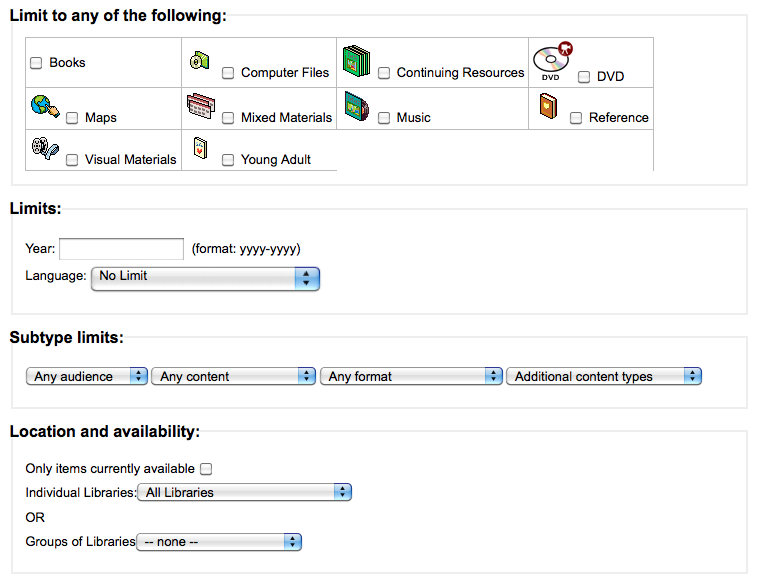 Limit to any of the following:
Books
Computer Files
Continuing Resources
DVD
DVD
Maps
Mixed Materials
Music
Reference
Visual Materials
Young Adult
Limits:
Year: (format: yyyy-yyyy)
Language: No Limit
Subtype limits:
Any audience Any content Any format Additional content types
Location and availability:
Only items currently available
Individual Libraries: All Libraries
OR
Groups of Libraries -- none --